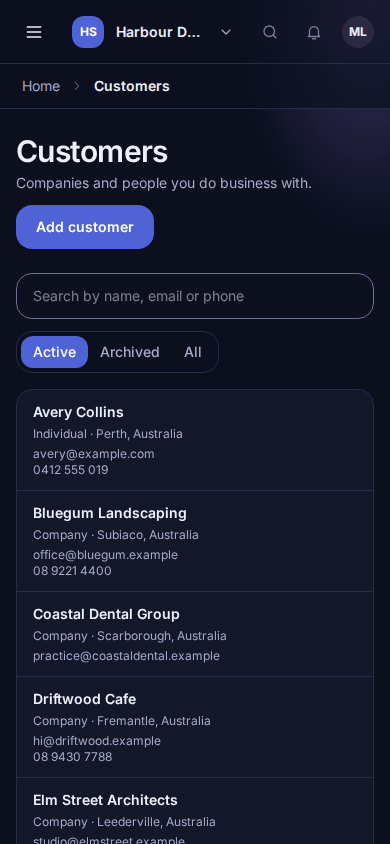 HS Harbour D... ML
Home Customers
Customers
Companies and people you do business with.
Add customer
Search by name, email or phone
Active Archived All
Avery Collins
Individual · Perth, Australia
avery@example.com
0412 555 019
Bluegum Landscaping
Company · Subiaco, Australia
office@bluegum.example
08 9221 4400
Coastal Dental Group
Company · Scarborough, Australia
practice@coastaldental.example
Driftwood Cafe
Company · Fremantle, Australia
hi@driftwood.example
08 9430 7788
Elm Street Architects
Company · Leederville, Australia
studio@elmstreet.example